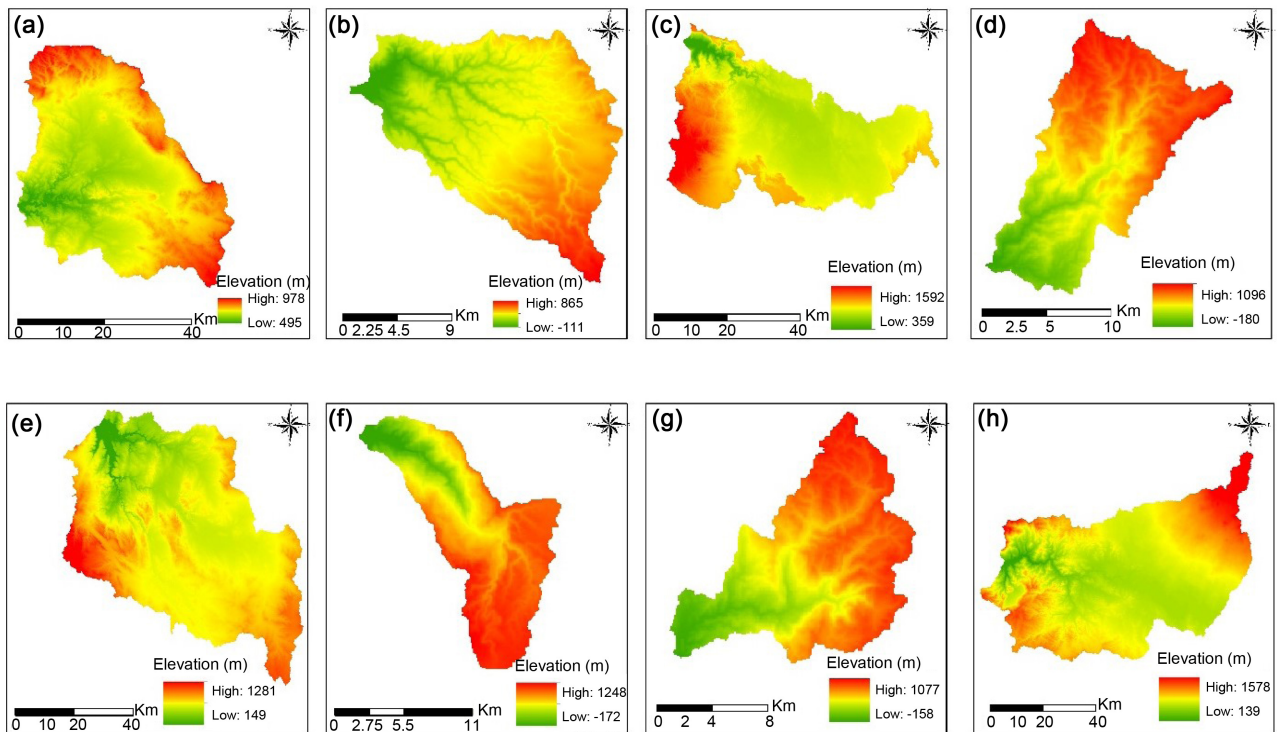 (a)
Elevation (m)
High: 978
Low: 495
Km
0 10 20 40
(b)
Elevation (m)
High: 865
Low: -111
Km
0 2.25 4.5 9
(c)
Elevation (m)
High: 1592
Low: 359
Km
0 10 20 40
(d)
Elevation (m)
High: 1096
Low: -180
Km
0 2.5 5 10
(e)
Elevation (m)
High: 1281
Low: 149
Km
0 10 20 40
(f)
Elevation (m)
High: 1248
Low: -172
Km
0 2.75 5.5 11
(g)
Elevation (m)
High: 1077
Low: -158
Km
0 2 4 8
(h)
Elevation (m)
High: 1578
Low: 139
Km
0 10 20 40